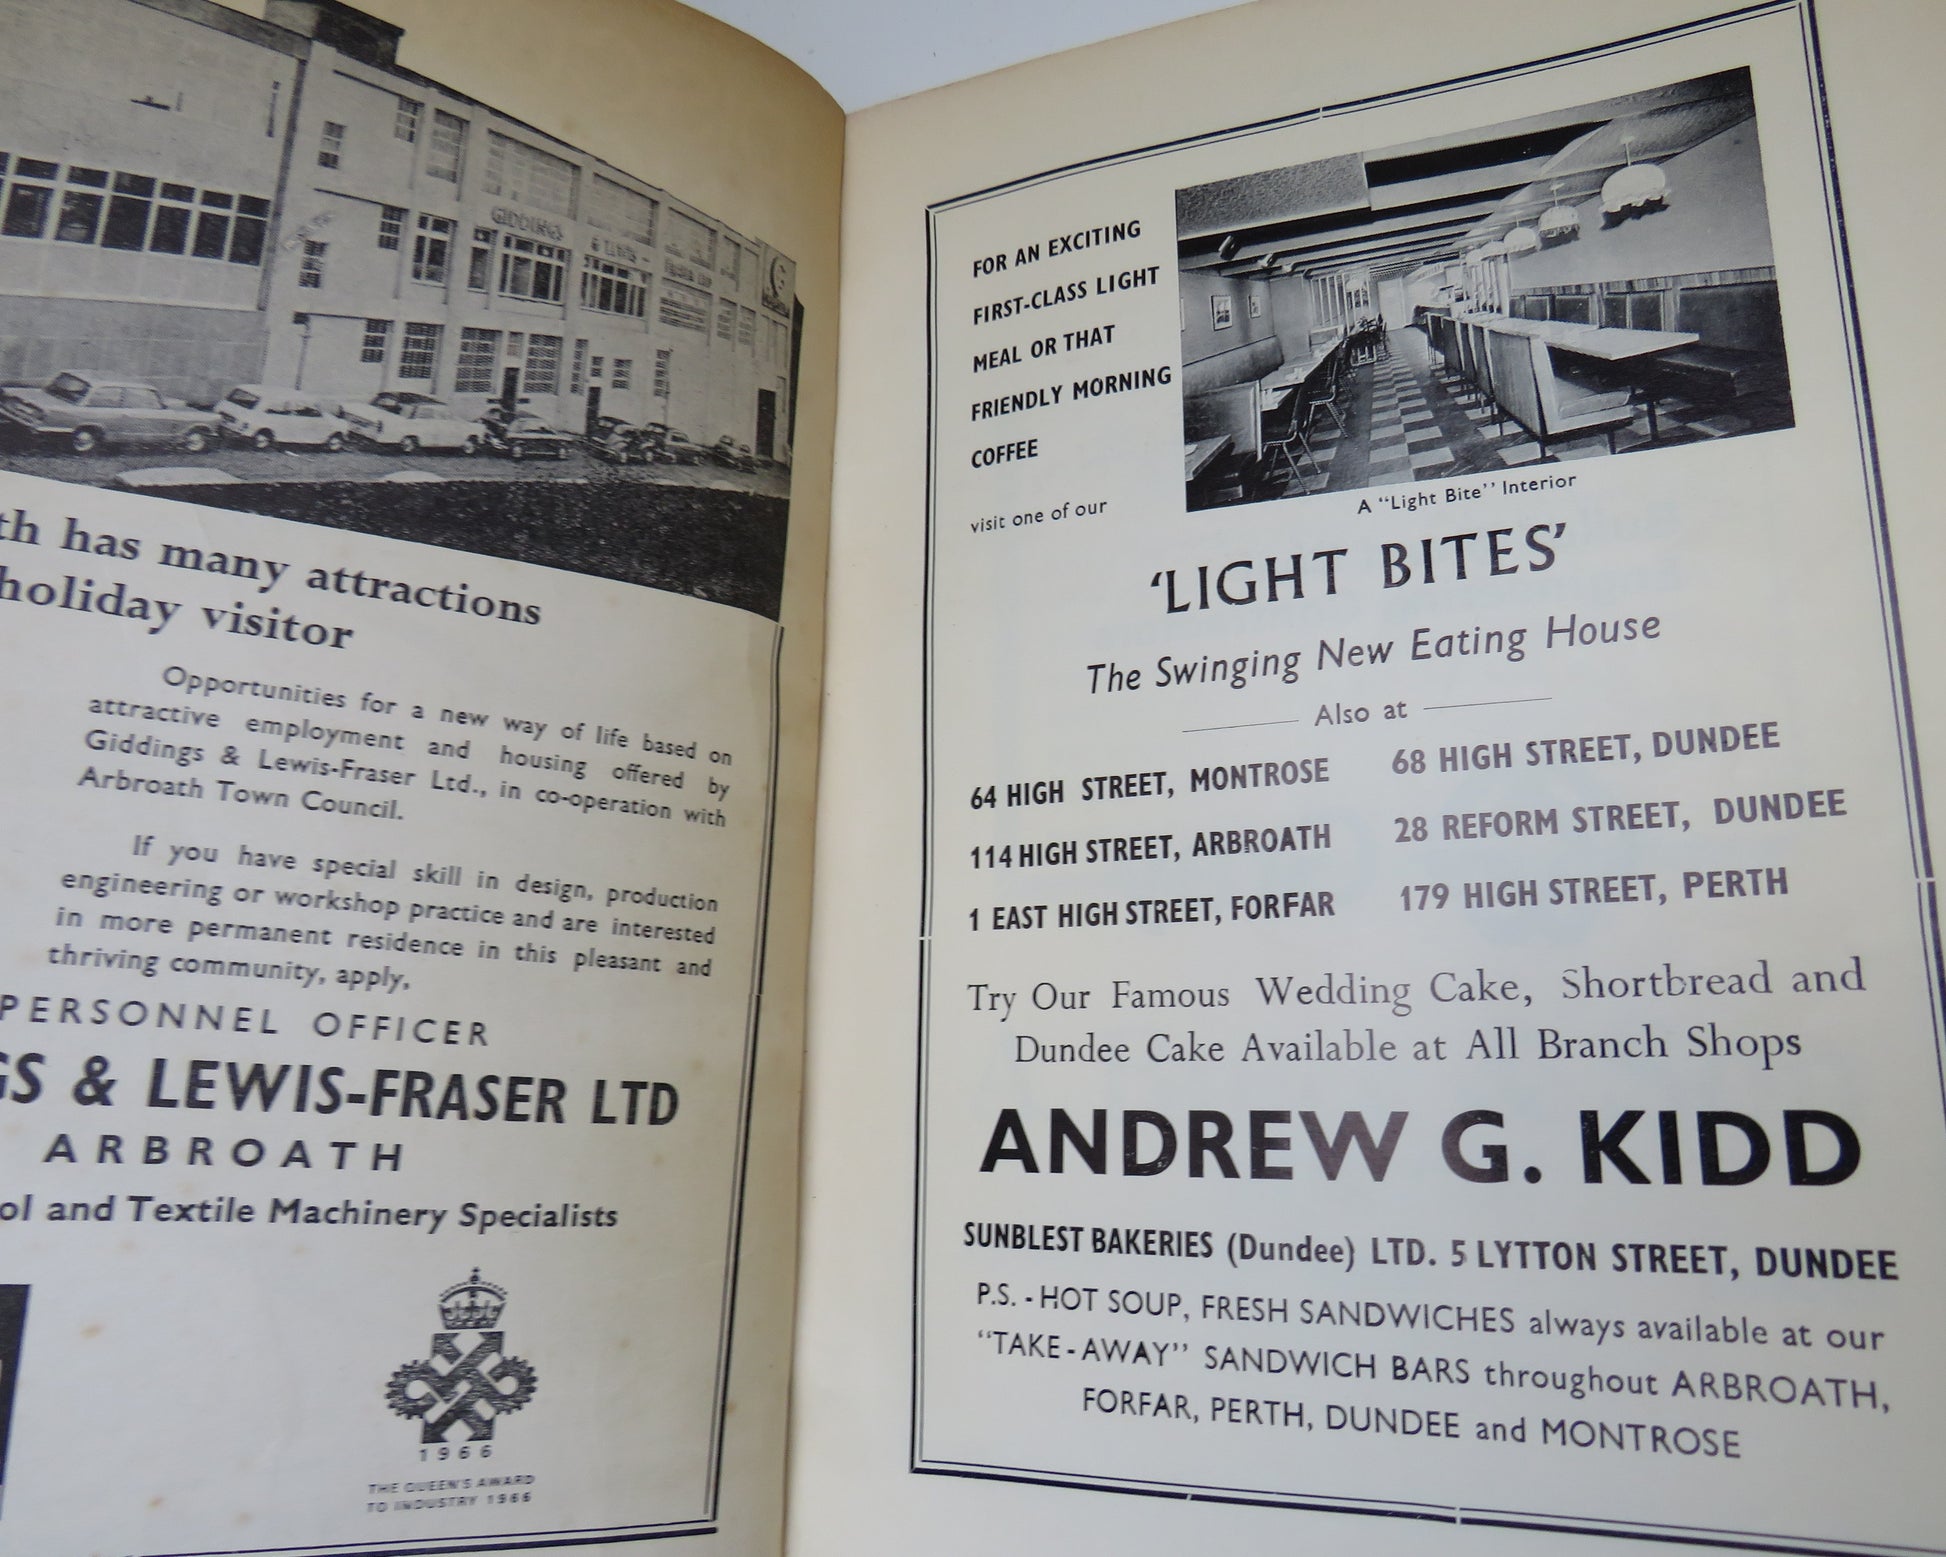 GIDDINGS
& LEWIS -
th has many attractions
holiday visitor
Opportunities for a new way of life based on
attractive employment and housing offered by
Giddings & Lewis-Fraser Ltd., in co-operation with
Arbroath Town Council.
If you have special skill in design, production
engineering or workshop practice and are interested
in more permanent residence in this pleasant and
thriving community, apply,
PERSONNEL OFFICER
GS & LEWIS-FRASER LTD
ARBROATH
ol and Textile Machinery Specialists
1966
THE QUEEN'S AWARD
TO INDUSTRY 1966
FOR AN EXCITING
FIRST-CLASS LIGHT
MEAL OR THAT
FRIENDLY MORNING
COFFEE
visit one of our
A "Light Bite" Interior
'LIGHT BITES'
The Swinging New Eating House
Also at
64 HIGH STREET, MONTROSE 68 HIGH STREET, DUNDEE
114 HIGH STREET, ARBROATH 28 REFORM STREET, DUNDEE
1 EAST HIGH STREET, FORFAR 179 HIGH STREET, PERTH
Try Our Famous Wedding Cake, Shortbread and
Dundee Cake Available at All Branch Shops
ANDREW G. KIDD
SUNBLEST BAKERIES (Dundee) LTD. 5 LYTTON STREET, DUNDEE
P.S. - HOT SOUP, FRESH SANDWICHES always available at our
"TAKE-AWAY" SANDWICH BARS throughout ARBROATH,
FORFAR, PERTH, DUNDEE and MONTROSE